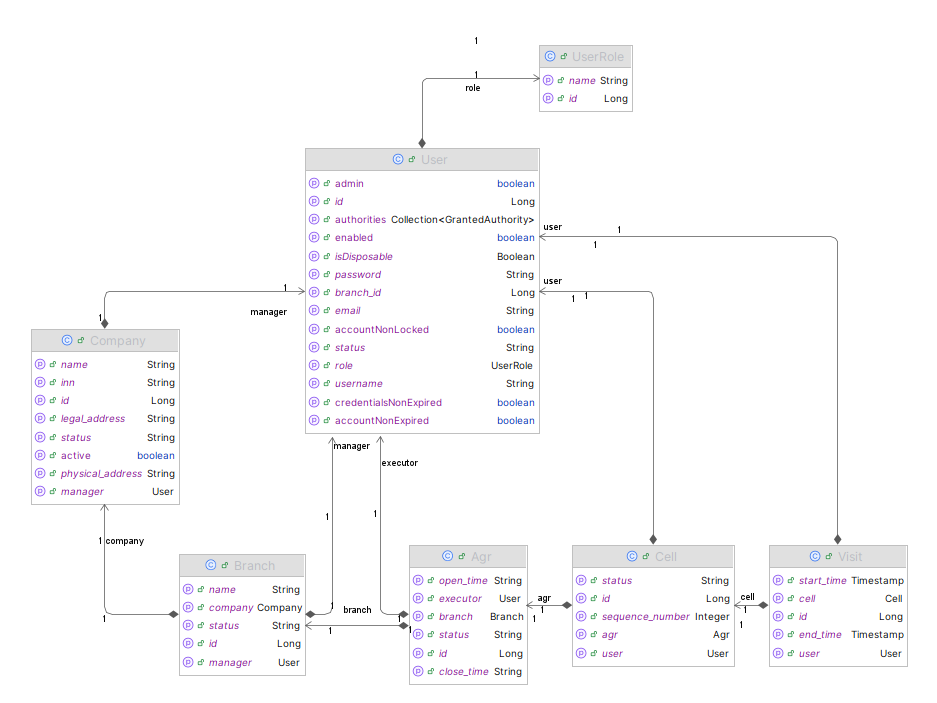 1
UserRole
name String
id Long
1
role
User
admin boolean
id Long
authorities Collection<GrantedAuthority>
enabled boolean
isDisposable Boolean
password String
branch_id Long
email String
accountNonLocked boolean
status String
role UserRole
username String
credentialsNonExpired boolean
accountNonExpired boolean
user
1
1
user
1
1
1
manager
1
Company
name String
inn String
id Long
legal_address String
status String
active boolean
physical_address String
manager User
manager
executor
1
1
1 company
1
Branch
name String
company Company
status String
id Long
manager User
1
branch
1
1
1
Agr
open_time String
executor User
branch Branch
status String
id Long
close_time String
agr
1
1
Cell
status String
id Long
sequence_number Integer
agr Agr
user User
cell
1
1
Visit
start_time Timestamp
cell Cell
id Long
end_time Timestamp
user User